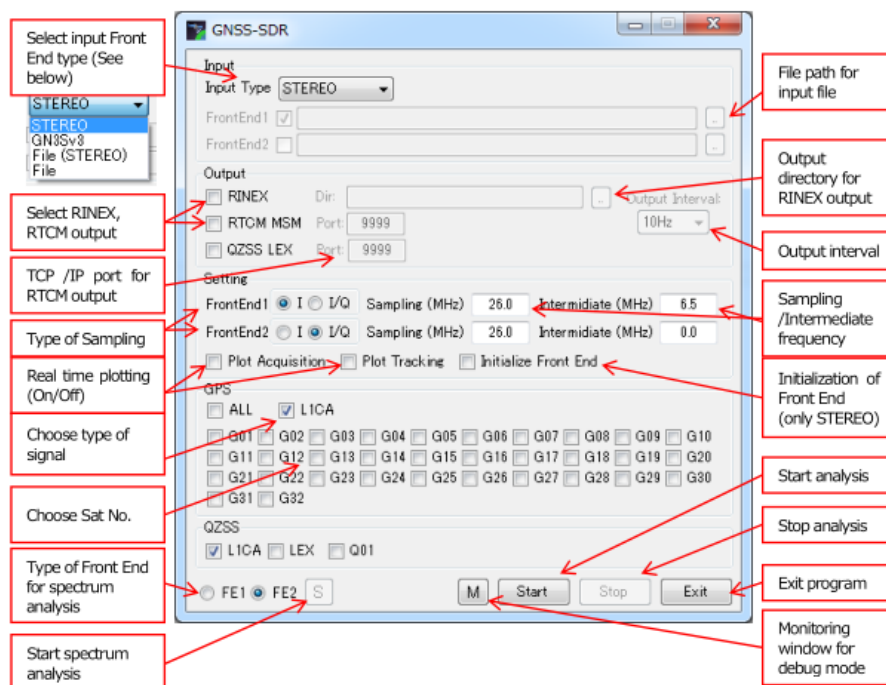 Select input Front
End type (See
below)
STEREO
STEREO
GN3Sv3
File (STEREO)
File
Select RINEX,
RTCM output
TCP /IP port for
RTCM output
Type of Sampling
Real time plotting
(On/Off)
Choose type of
signal
Choose Sat No.
Type of Front End
for spectrum
analysis
Start spectrum
analysis
GNSS-SDR
Input
Input Type STEREO
FrontEnd1 ..
FrontEnd2 ..
Output
RINEX Dir: .. Output Interval:
RTCM MSM Port: 9999 10Hz
QZSS LEX Port: 9999
Setting
FrontEnd1 I I/Q Sampling (MHz) 26.0 Intermidiate (MHz) 6.5
FrontEnd2 I I/Q Sampling (MHz) 26.0 Intermidiate (MHz) 0.0
Plot Acquisition Plot Tracking Initialize Front End
GPS
ALL L1CA
G01 G02 G03 G04 G05 G06 G07 G08 G09 G10
G11 G12 G13 G14 G15 G16 G17 G18 G19 G20
G21 G22 G23 G24 G25 G26 G27 G28 G29 G30
G31 G32
QZSS
L1CA LEX Q01
FE1 FE2 S M Start Stop Exit
File path for
input file
Output
directory for
RINEX output
Output interval
Sampling
/Intermediate
frequency
Initialization of
Front End
(only STEREO)
Start analysis
Stop analysis
Exit program
Monitoring
window for
debug mode